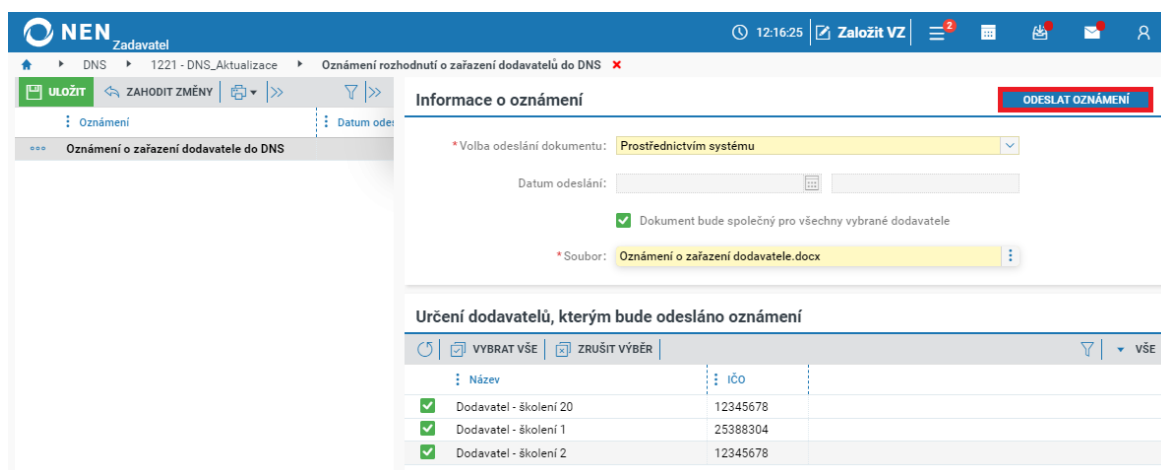 NEN Zadavatel 12:16:25 Založit VZ 2
DNS 1221 - DNS_Aktualizace Oznámení rozhodnutí o zařazení dodavatelů do DNS
ULOŽIT ZAHODIT ZMĚNY
Oznámení Datum odes
Oznámení o zařazení dodavatele do DNS
Informace o oznámení ODESLAT OZNÁMENÍ
*Volba odeslání dokumentu: Prostřednictvím systému
Datum odeslání:
Dokument bude společný pro všechny vybrané dodavatele
*Soubor: Oznámení o zařazení dodavatele.docx
Určení dodavatelů, kterým bude odesláno oznámení
VYBRAT VŠE ZRUŠIT VÝBĚR VŠE
Název IČO
Dodavatel - školení 20 12345678
Dodavatel - školení 1 25388304
Dodavatel - školení 2 12345678